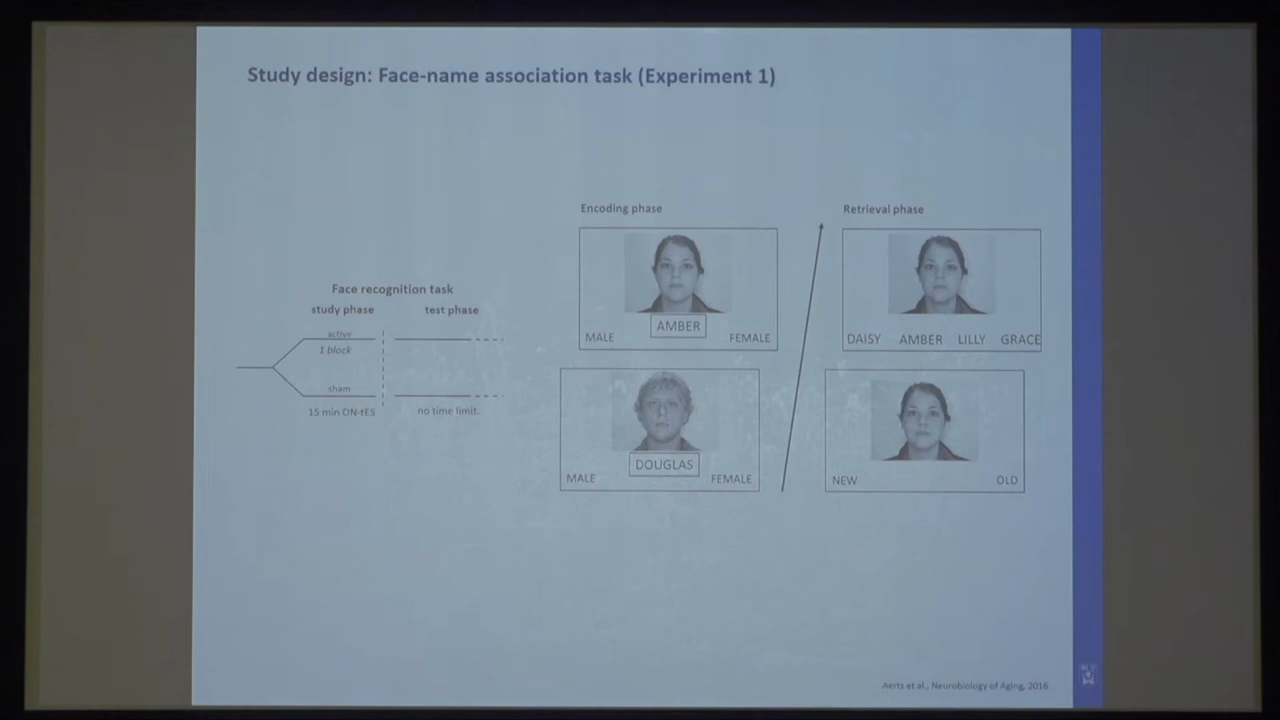 Study design: Face-name association task (Experiment 1)
Face recognition task
study phase test phase
active
1 block
sham
15 min ON-tES no time limit.
Encoding phase
AMBER
MALE FEMALE
DOUGLAS
MALE FEMALE
Retrieval phase
DAISY AMBER LILLY GRACE
NEW OLD
Aerts et al., Neurobiology of Aging, 2016